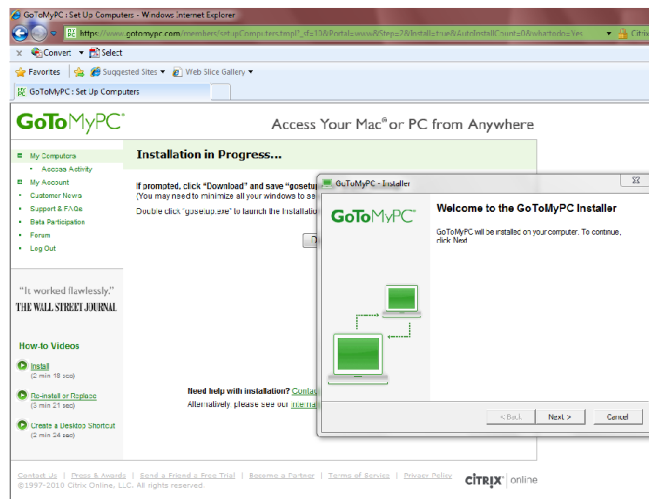 GoToMyPC : Set Up Computers - Windows Internet Explorer
https://www.gotomypc.com/members/
Convert Select
Favorites Suggested Sites Web Slice Gallery
GoToMyPC : Set Up Computers
GoToMyPC®
Access Your Mac® or PC from Anywhere
My Computers
Access Activity
My Account
Customer News
Support & FAQs
Beta Participation
Forum
Log Out
"It worked flawlessly."
THE WALL STREET JOURNAL
How-to Videos
Install
(2 min 18 sec)
Re-install or Replace
(3 min 21 sec)
Create a Desktop Shortcut
(2 min 34 sec)
Installation in Progress...
If prompted, click "Download" and save "gosetup
(You may need to minimize all your windows to
Double click 'gosetup.exe' to launch the Installation
Need help with installation? Contac
Alternatively, please see our
GoToMyPC - Installer
GoToMyPC®
Welcome to the GoToMyPC Installer
GoToMyPC will be installed on your computer. To continue,
click Next
< Back Next > Cancel
Contact Us | Press & Awards | Send a Friend a Free Trial | Become a Partner | Terms of Service | Privacy Policy
©1997-2010 Citrix Online, LLC. All rights reserved.
CITRIX® online